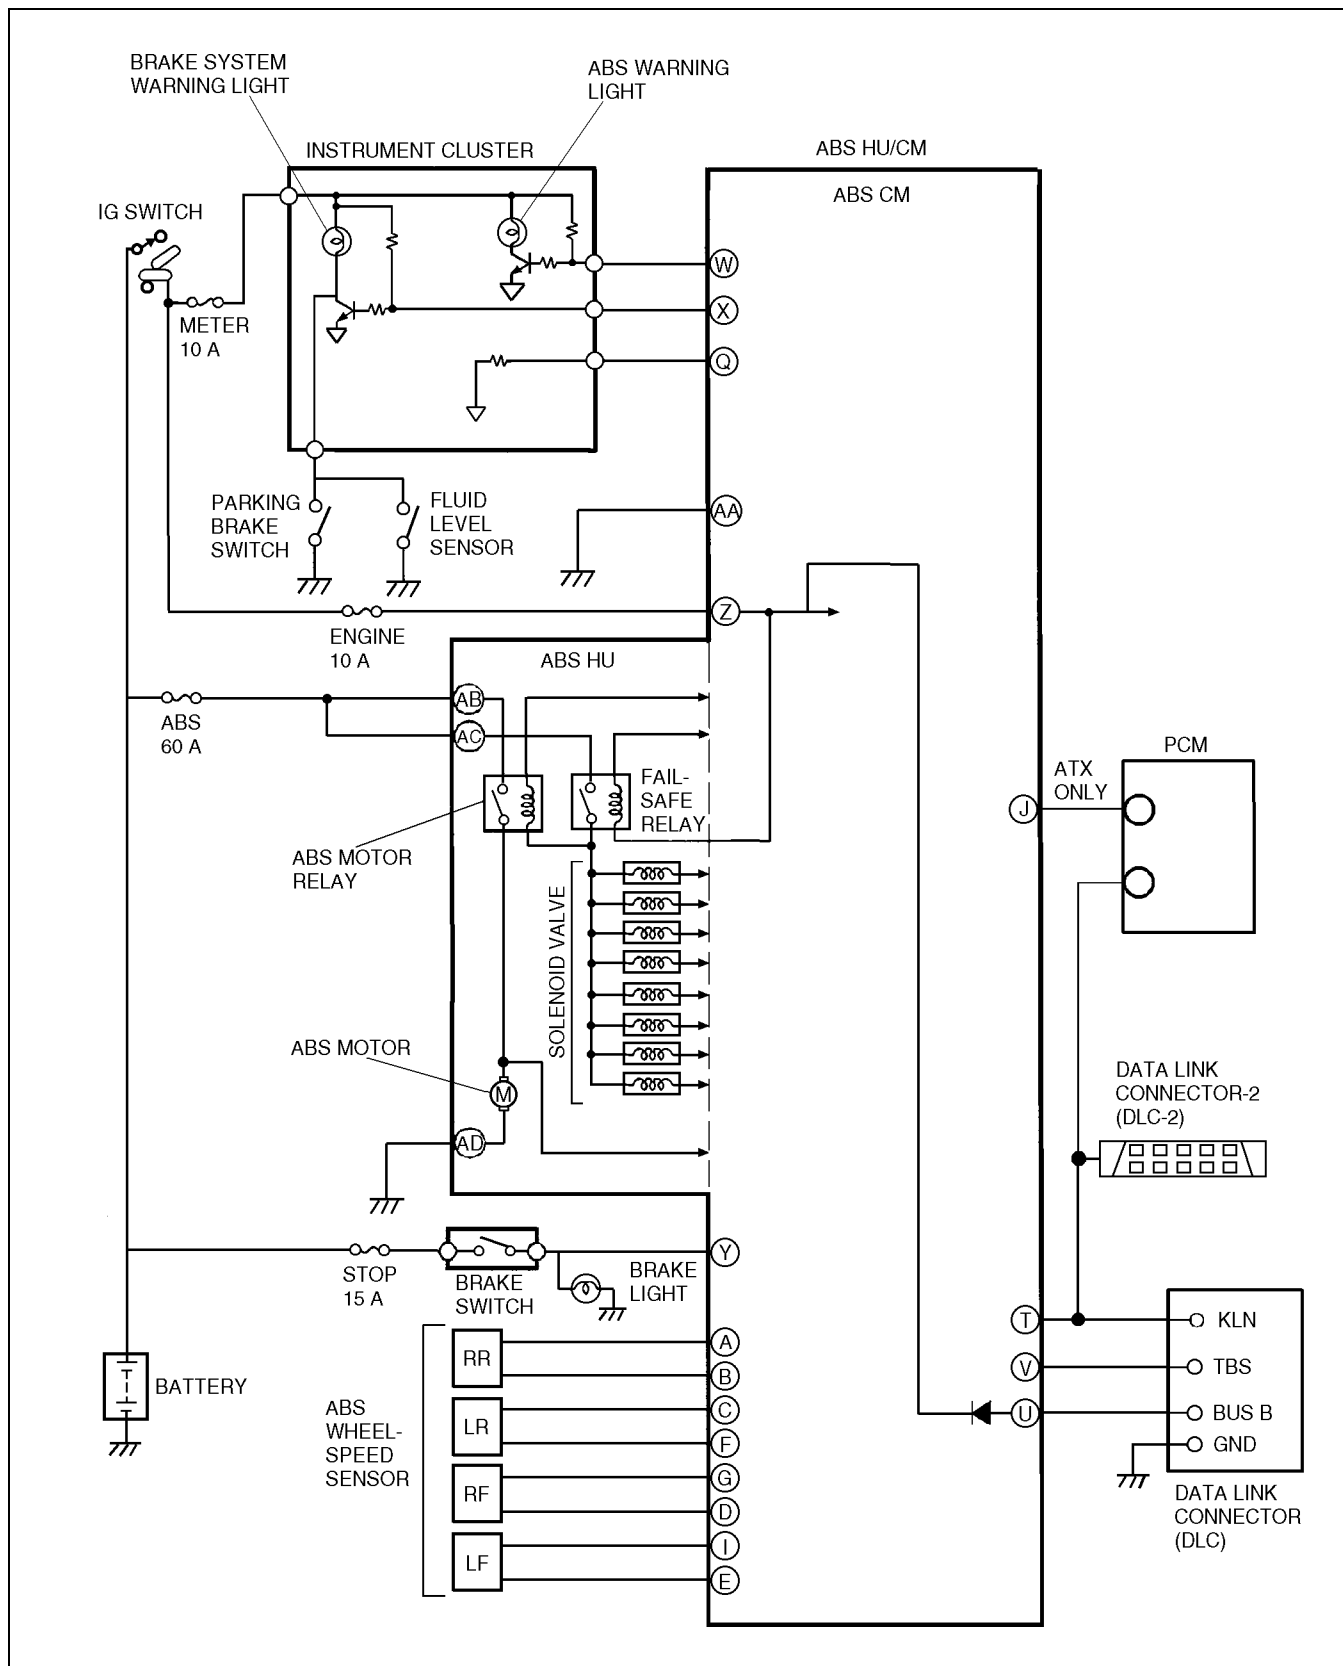 BRAKE SYSTEM
WARNING LIGHT
ABS WARNING
LIGHT
INSTRUMENT CLUSTER
ABS HU/CM
ABS CM
IG SWITCH
METER
10 A
W
X
Q
PARKING
BRAKE
SWITCH
FLUID
LEVEL
SENSOR
AA
Z
ENGINE
10 A
ABS HU
AB
AC
ABS
60 A
FAIL-
SAFE
RELAY
ABS MOTOR
RELAY
SOLENOID VALVE
ABS MOTOR
M
AD
PCM
ATX
ONLY
J
DATA LINK
CONNECTOR-2
(DLC-2)
STOP
15 A
BRAKE
SWITCH
BRAKE
LIGHT
Y
BATTERY
ABS
WHEEL-
SPEED
SENSOR
RR
LR
RF
LF
A
B
C
F
G
D
I
E
T
V
U
KLN
TBS
BUS B
GND
DATA LINK
CONNECTOR
(DLC)